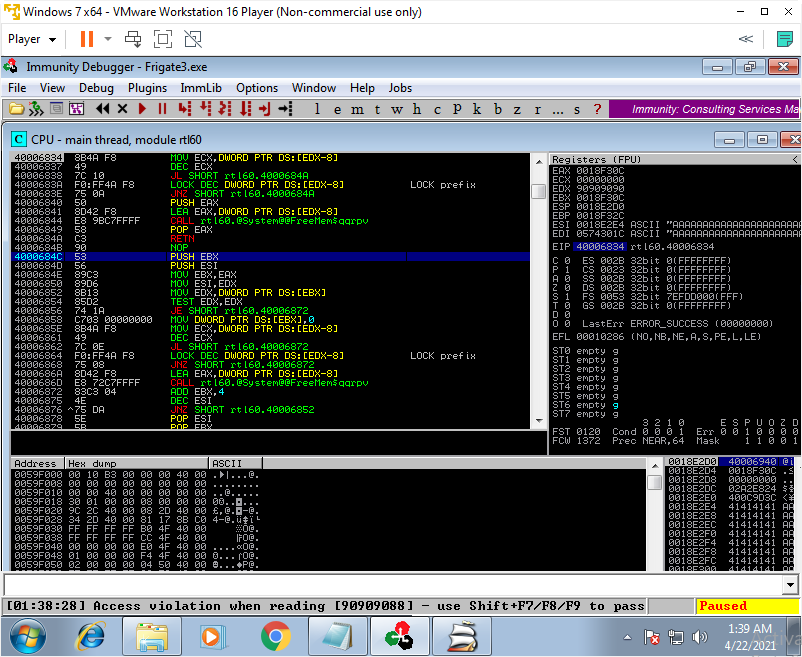 Windows 7 x64 - VMware Workstation 16 Player (Non-commercial use only)
Player
Immunity Debugger - Frigate3.exe
File View Debug Plugins ImmLib Options Window Help Jobs
l e m t w h c P k b z r ... s ? Immunity: Consulting Services Ma
CPU - main thread, module rtl60
40006834 8B4A F8 MOV ECX,DWORD PTR DS:[EDX-8]
40006837 49 DEC ECX
40006838 7C 10 JL SHORT rtl60.4000684A
4000683A F0:FF4A F8 LOCK DEC DWORD PTR DS:[EDX-8] LOCK prefix
4000683E 75 0A JNZ SHORT rtl60.4000684A
40006840 50 PUSH EAX
40006841 8D42 F8 LEA EAX,DWORD PTR DS:[EDX-8]
40006844 E8 9BC7FFFF CALL rtl60.@System@@FreeMem$qqrpv
40006849 58 POP EAX
4000684A C3 RETN
4000684B 90 NOP
4000684C 53 PUSH EBX
4000684D 56 PUSH ESI
4000684E 89C3 MOV EBX,EAX
40006850 89D6 MOV ESI,EDX
40006852 8B13 MOV EDX,DWORD PTR DS:[EBX]
40006854 85D2 TEST EDX,EDX
40006856 74 1A JE SHORT rtl60.40006872
40006858 C703 00000000 MOV DWORD PTR DS:[EBX],0
4000685E 8B4A F8 MOV ECX,DWORD PTR DS:[EDX-8]
40006861 49 DEC ECX
40006862 7C 0E JL SHORT rtl60.40006872
40006864 F0:FF4A F8 LOCK DEC DWORD PTR DS:[EDX-8] LOCK prefix
40006868 75 08 JNZ SHORT rtl60.40006872
4000686A 8D42 F8 LEA EAX,DWORD PTR DS:[EDX-8]
4000686D E8 72C7FFFF CALL rtl60.@System@@FreeMem$qqrpv
40006872 83C3 04 ADD EBX,4
40006875 4E DEC ESI
40006876 ^75 DA JNZ SHORT rtl60.40006852
40006878 5E POP ESI
40006879 5B POP EBX
Registers (FPU) <
EAX 0018F30C
ECX 00000000
EDX 90909090
EBX 0018F30C
ESP 0018E2D0
EBP 0018F32C
ESI 0018E2E4 ASCII "AAAAAAAAAAAAAAAAAAAAA
EDI 0574301C ASCII "AAAAAAAAAAAAAAAAAAAAA
EIP 40006834 rtl60.40006834
C 0 ES 002B 32bit 0(FFFFFFFF)
P 1 CS 0023 32bit 0(FFFFFFFF)
A 0 SS 002B 32bit 0(FFFFFFFF)
Z 0 DS 002B 32bit 0(FFFFFFFF)
S 1 FS 0053 32bit 7EFDD000(FFF)
T 0 GS 002B 32bit 0(FFFFFFFF)
D 0
O 0 LastErr ERROR_SUCCESS (00000000)
EFL 00010286 (NO,NB,NE,A,S,PE,L,LE)
ST0 empty g
ST1 empty g
ST2 empty g
ST3 empty g
ST4 empty g
ST5 empty g
ST6 empty g
ST7 empty g
3 2 1 0 E S P U O Z D
FST 0120 Cond 0 0 0 1 Err 0 0 1 0 0 0 0
FCW 1372 Prec NEAR,64 Mask 1 1 0 0 1
Address Hex dump ASCII
0059F000 00 10 B3 00 00 00 40 00
0059F008 00 00 00 00 00 00 00 00
0059F010 00 00 40 00 00 00 00 00
0059F018 30 01 00 00 08 00 00 00
0059F020 9C 2C 40 00 08 2D 40 00
0059F028 34 2D 40 00 81 17 8B C0
0059F030 FF FF FF FF B0 4F 40 00
0059F038 FF FF FF FF CC 4F 40 00
0059F040 00 00 00 00 E0 4F 40 00
0059F048 01 00 00 00 F4 4F 40 00
0059F050 02 00 00 00 04 50 40 00
0018E2D0 40006940
0018E2D4 0018F30C
0018E2D8 00000000
0018E2DC 02A2E824
0018E2E0 400C9D3C
0018E2E4 41414141 AA
0018E2E8 41414141 AA
0018E2EC 41414141 AA
0018E2F0 41414141 AA
0018E2F4 41414141 AA
0018E2F8 41414141 AA
0018E2FC 41414141 AA
[01:38:28] Access violation when reading [90909088] - use Shift+F7/F8/F9 to pass
Paused
1:39 AM
4/22/2021